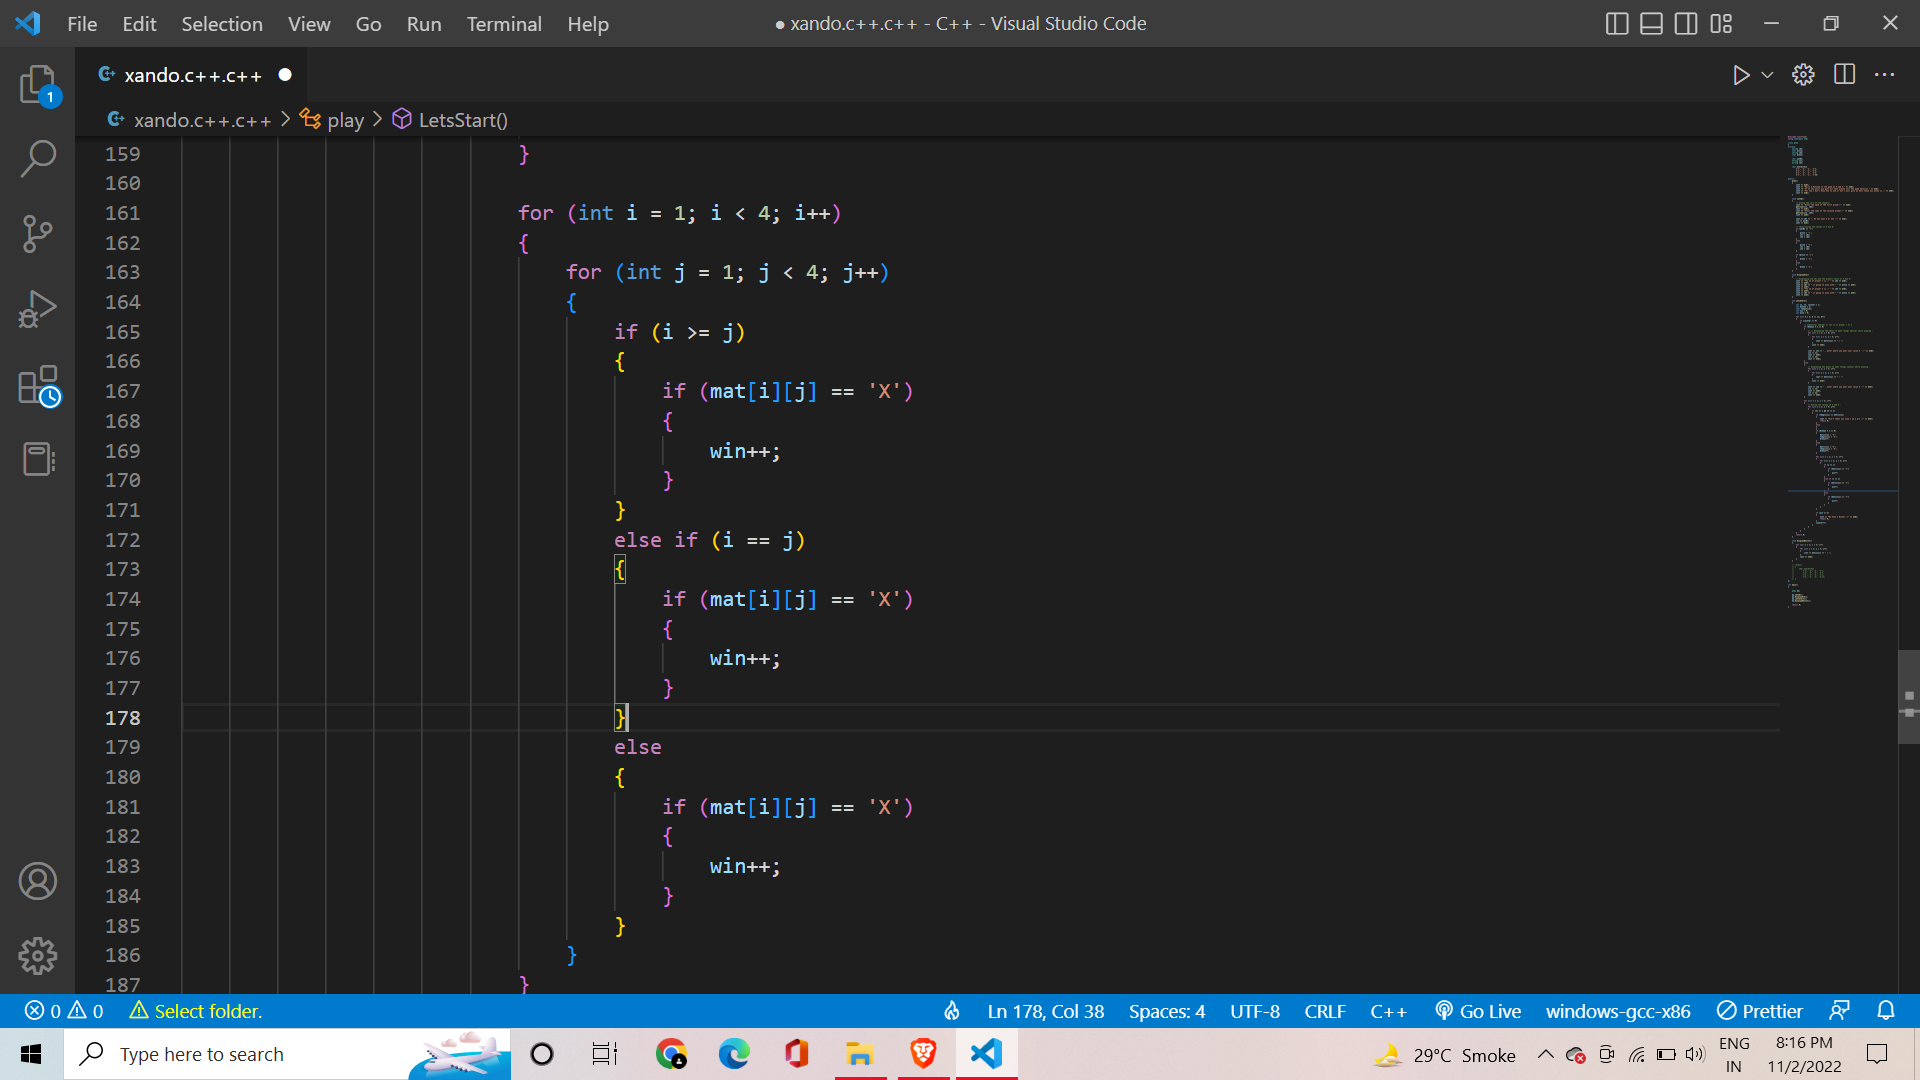 File Edit Selection View Go Run Terminal Help
● xando.c++.c++ - C++ - Visual Studio Code
xando.c++.c++ ●
1
xando.c++.c++ > play > LetsStart()
159 }
160
161 for (int i = 1; i < 4; i++)
162 {
163 for (int j = 1; j < 4; j++)
164 {
165 if (i >= j)
166 {
167 if (mat[i][j] == 'X')
168 {
169 win++;
170 }
171 }
172 else if (i == j)
173 {
174 if (mat[i][j] == 'X')
175 {
176 win++;
177 }
178 }
179 else
180 {
181 if (mat[i][j] == 'X')
182 {
183 win++;
184 }
185 }
186 }
187 }
0 0 Select folder. Ln 178, Col 38 Spaces: 4 UTF-8 CRLF C++ Go Live windows-gcc-x86 Prettier
Type here to search
29°C Smoke
ENG
IN
8:16 PM
11/2/2022